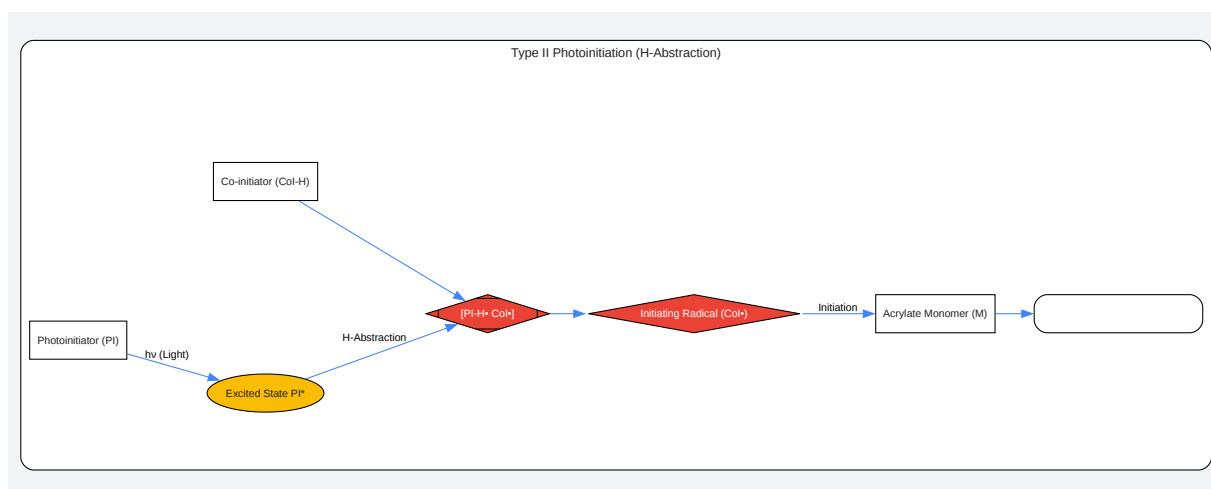 Type II Photoinitiation (H-Abstraction)
Co-initiator (CoI-H)
Photoinitiator (PI)
hν (Light)
Excited State PI*
H-Abstraction
[PI-H• CoI•]
Initiating Radical (CoI•)
Initiation
Acrylate Monomer (M)